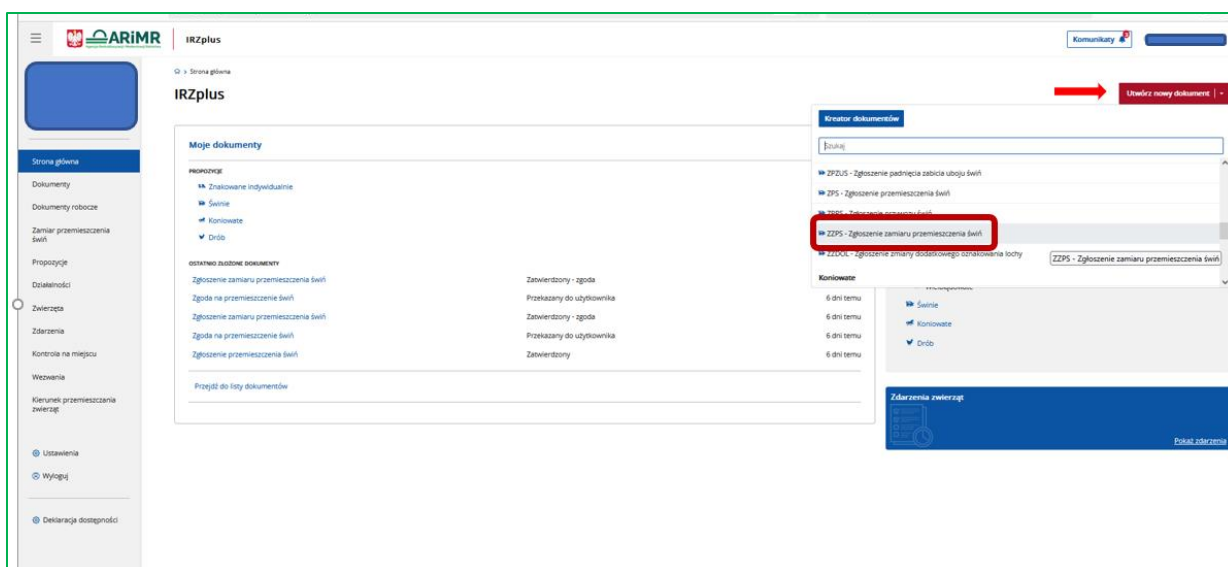 ARiMR
IRZplus
Komunikaty
> Strona główna
IRZplus
Utwórz nowy dokument
Kreator dokumentów
Szukaj
ZPZUS - Zgłoszenie padnięcia zabicia uboju świń
ZPS - Zgłoszenie przemieszczenia świń
ZZPS - Zgłoszenie zamiaru przemieszczenia świń
ZZDOL - Zgłoszenie zmiany dodatkowego oznakowania lochy
ZZPS - Zgłoszenie zamiaru przemieszczenia świń
Koniowate
Strona główna
Dokumenty
Dokumenty robocze
Zamiar przemieszczenia
świń
Propozycje
Działalności
Zwierzęta
Zdarzenia
Kontrola na miejscu
Wezwania
Kierunek przemieszczania
zwierząt
Ustawienia
Wyloguj
Deklaracja dostępności
Moje dokumenty
PROPOZYCJE
Znakowane indywidualnie
Świnie
Koniowate
Drób
OSTATNIO ZŁOŻONE DOKUMENTY
Zgłoszenie zamiaru przemieszczenia świń Zatwierdzony - zgoda
Zgoda na przemieszczenie świń Przekazany do użytkownika 6 dni temu
Zgłoszenie zamiaru przemieszczenia świń Zatwierdzony - zgoda 6 dni temu
Zgoda na przemieszczenie świń Przekazany do użytkownika 6 dni temu
Zgłoszenie przemieszczenia świń Zatwierdzony 6 dni temu
Przejdź do listy dokumentów
Świnie
Koniowate
Drób
Zdarzenia zwierząt
Pokaż zdarzenia